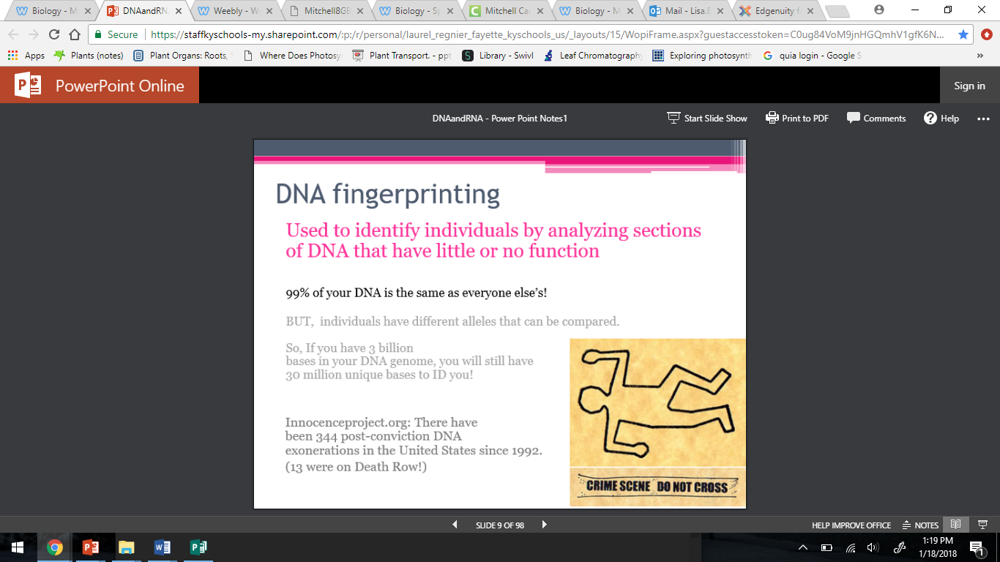 Biology - M
DNAandRN
Weebly - W
Mitchell8GE
Biology - Sp
Mitchell Ca
Biology - M
Mail - Lisa.B
Edgenuity f
Secure
https://staffkyschools-my.sharepoint.com/:p:/r/personal/laurel_regnier_fayette_kyschools_us/_layouts/15/WopiFrame.aspx?guestaccesstoken=C0ug84VoM9jnHGQmhV1gfK6N...
Apps
Plants (notes)
Plant Organs: Roots,
Where Does Photosy
Plant Transport. - ppt
Library - Swivl
Leaf Chromatography
Exploring photosynth
quia login - Google S
»
PowerPoint Online
Sign in
DNAandRNA - Power Point Notes1
Start Slide Show
Print to PDF
Comments
Help
DNA fingerprinting
Used to identify individuals by analyzing sections
of DNA that have little or no function
99% of your DNA is the same as everyone else's!
BUT, individuals have different alleles that can be compared.
So, If you have 3 billion
bases in your DNA genome, you will still have
30 million unique bases to ID you!
Innocenceproject.org: There have
been 344 post-conviction DNA
exonerations in the United States since 1992.
(13 were on Death Row!)
CRIME SCENE DO NOT CROSS
SLIDE 9 OF 98
HELP IMPROVE OFFICE
NOTES
1:19 PM
1/18/2018
1